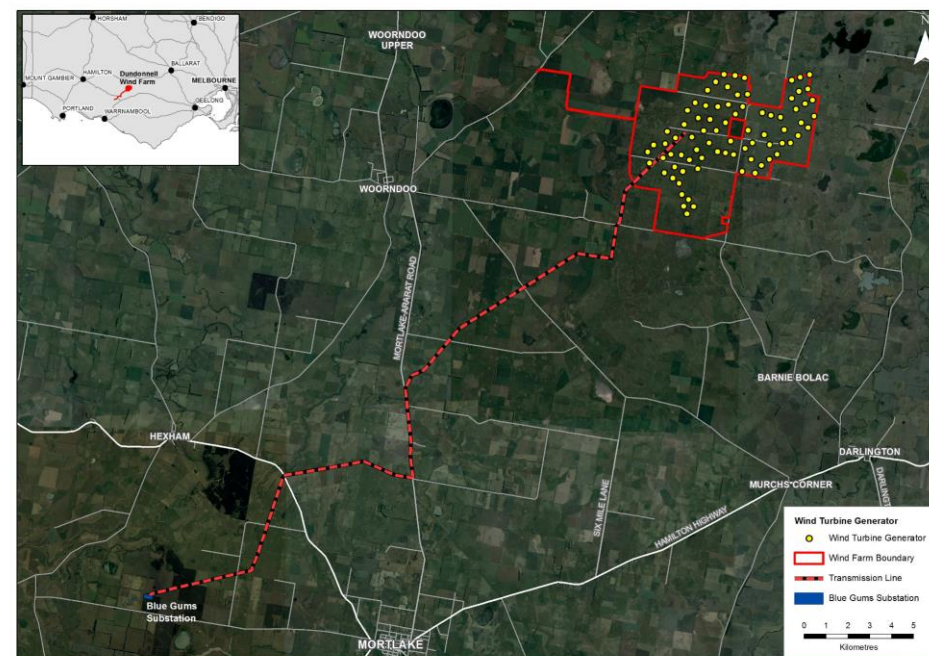 HORSHAM
BENDIGO
BALLARAT
HAMILTON
Dundonnell
Wind Farm
MOUNT GAMBIER
MELBOURNE
GEELONG
PORTLAND
WARRNAMBOOL
WOORNDOO
UPPER
WOORNDOO
MORTLAKE-ARARAT ROAD
BARNIE BOLAC
HEXHAM
DARLINGTON
MURCHS CORNER
SIX MILE LANE
HAMILTON HIGHWAY
Blue Gums
Substation
MORTLAKE
Wind Turbine Generator
Wind Turbine Generator
Wind Farm Boundary
Transmission Line
Blue Gums Substation
0 1 2 3 4 5
Kilometres